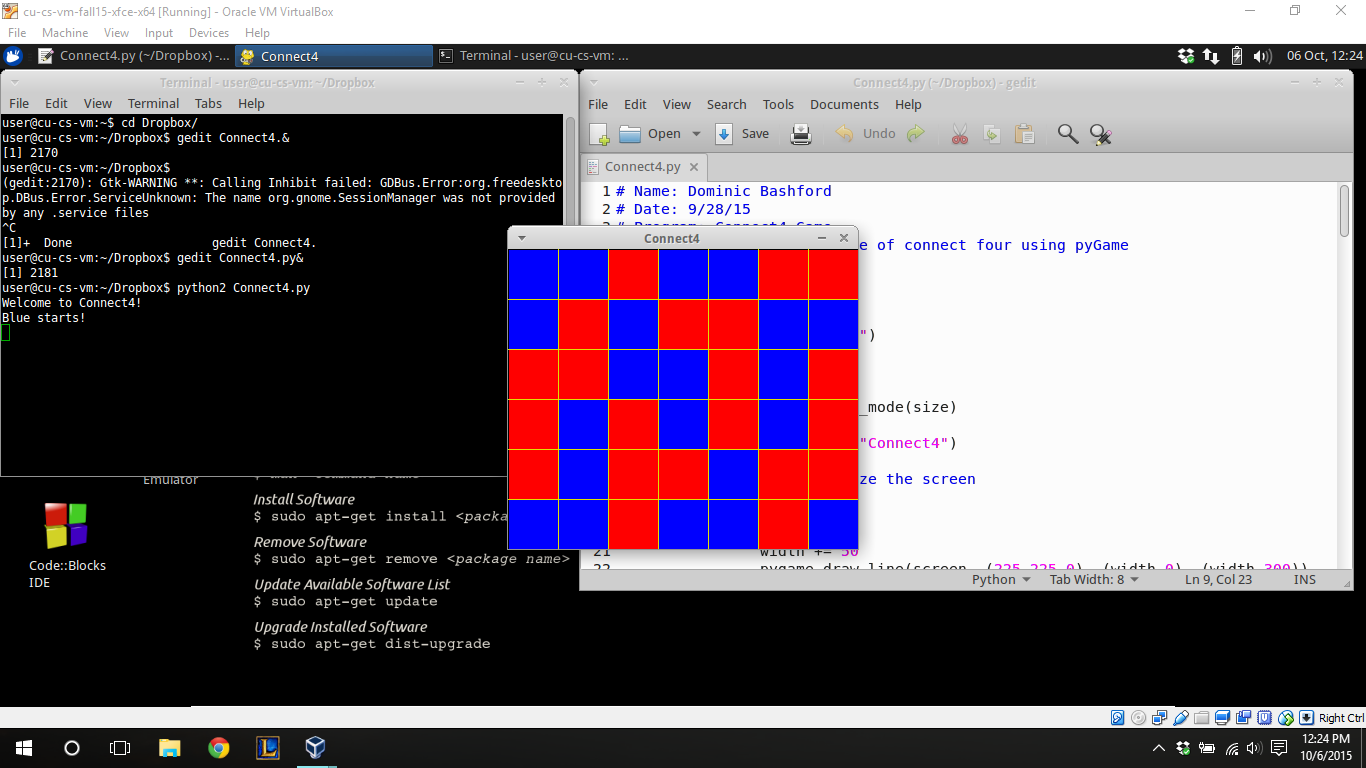 cu-cs-vm-fall15-xfce-x64 [Running] - Oracle VM VirtualBox
File Machine View Input Devices Help
Connect4.py (~/Dropbox) -... Connect4 Terminal - user@cu-cs-vm: ... 06 Oct, 12:24
Terminal - user@cu-cs-vm: ~/Dropbox
File Edit View Terminal Tabs Help
user@cu-cs-vm:~$ cd Dropbox/
user@cu-cs-vm:~/Dropbox$ gedit Connect4.&
[1] 2170
user@cu-cs-vm:~/Dropbox$
(gedit:2170): Gtk-WARNING **: Calling Inhibit failed: GDBus.Error:org.freedeskto
p.DBus.Error.ServiceUnknown: The name org.gnome.SessionManager was not provided
by any .service files
^C
[1]+  Done                    gedit Connect4.
user@cu-cs-vm:~/Dropbox$ gedit Connect4.py&
[1] 2181
user@cu-cs-vm:~/Dropbox$ python2 Connect4.py
Welcome to Connect4!
Blue starts!
Connect4.py (~/Dropbox) - gedit
File Edit View Search Tools Documents Help
Open Save Undo
Connect4.py
1 # Name: Dominic Bashford
2 # Date: 9/28/15
# Program: Connect4 Game
e of connect four using pyGame
")
_mode(size)
"Connect4")
ze the screen
21 width += 50
22 pygame.draw.line(screen, (225,225,0), (width,0), (width,300))
Python Tab Width: 8 Ln 9, Col 23 INS
Connect4
Emulator
Code::Blocks
IDE
Install Software
$ sudo apt-get install <packa
Remove Software
$ sudo apt-get remove <package name>
Update Available Software List
$ sudo apt-get update
Upgrade Installed Software
$ sudo apt-get dist-upgrade
Right Ctrl
12:24 PM
10/6/2015